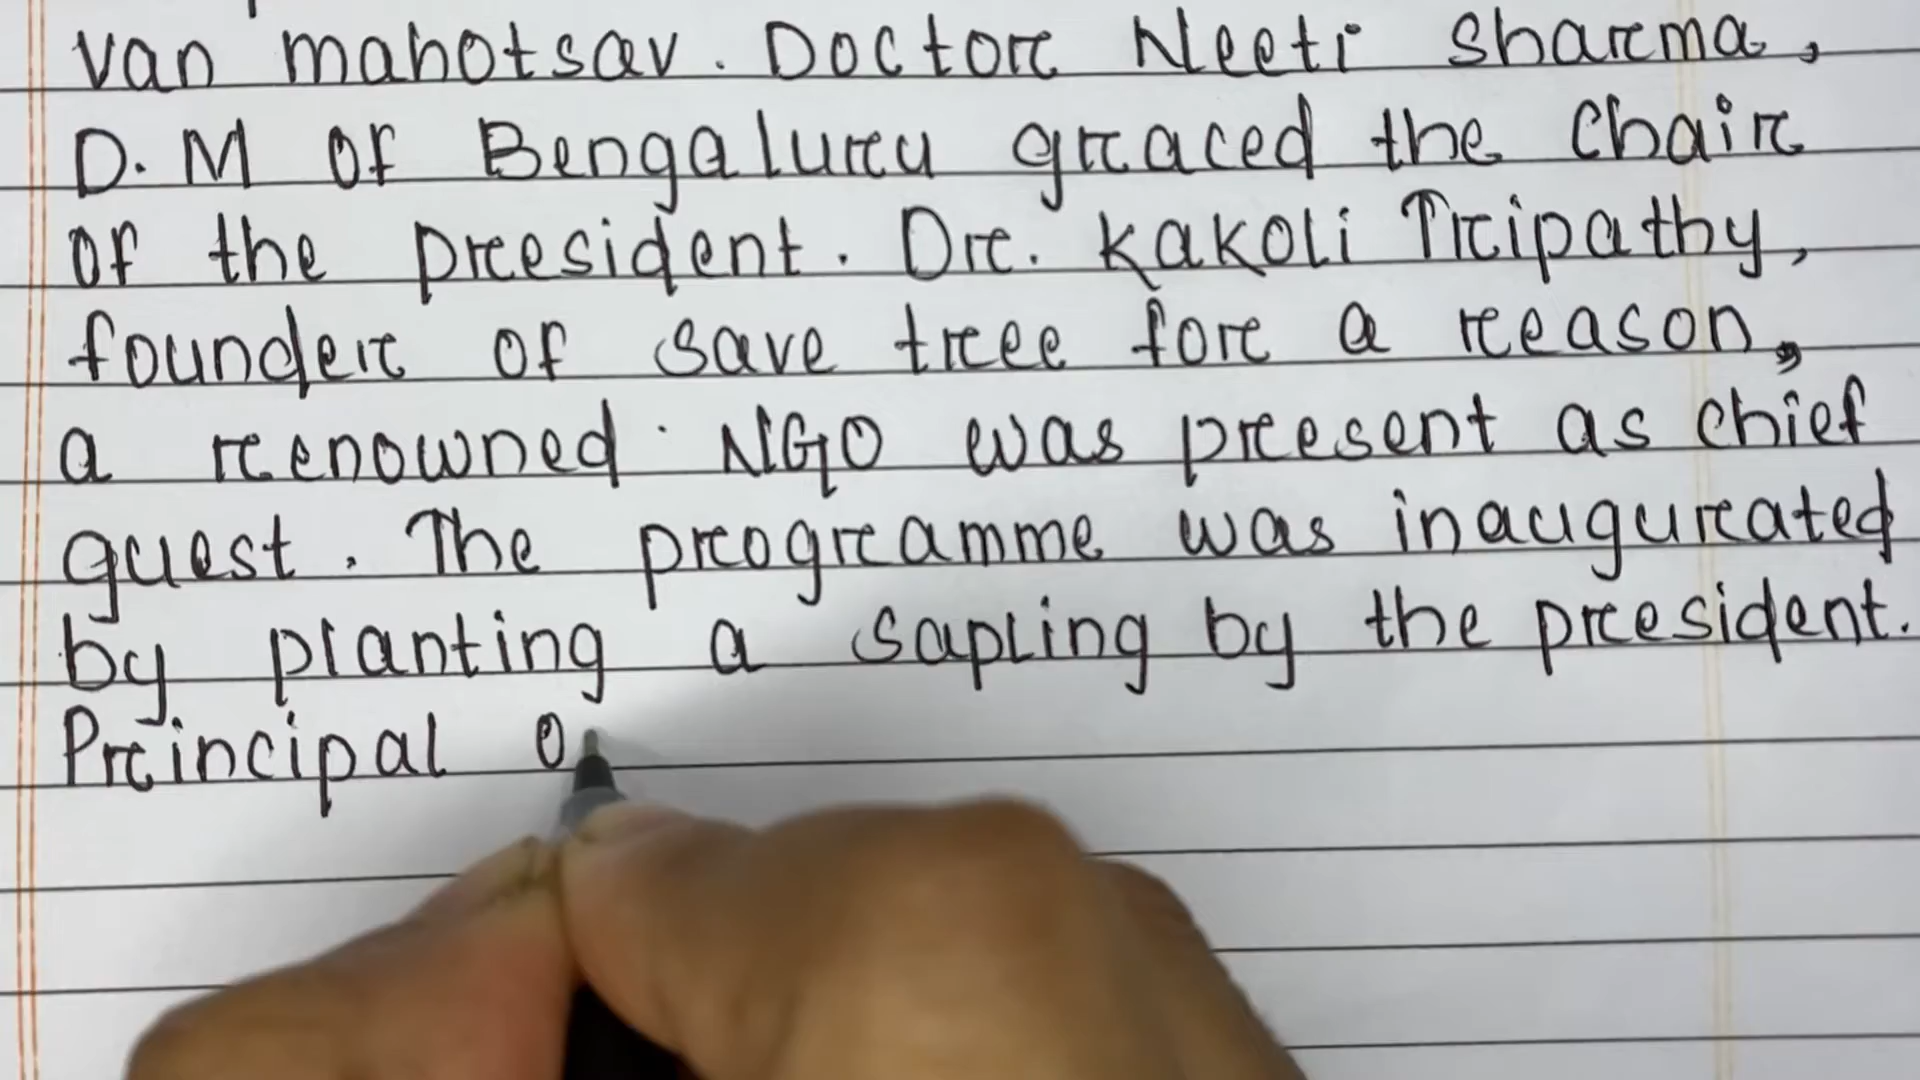 van mahotsav. Doctor Neeti Sharma,
D.M of Bengaluru graced the chair
of the president. Dr. Kakoli Tripathy,
founder of save tree for a reason,
a renowned NGO was present as chief
guest. The programme was inaugurated
by planting a sapling by the president.
Principal o